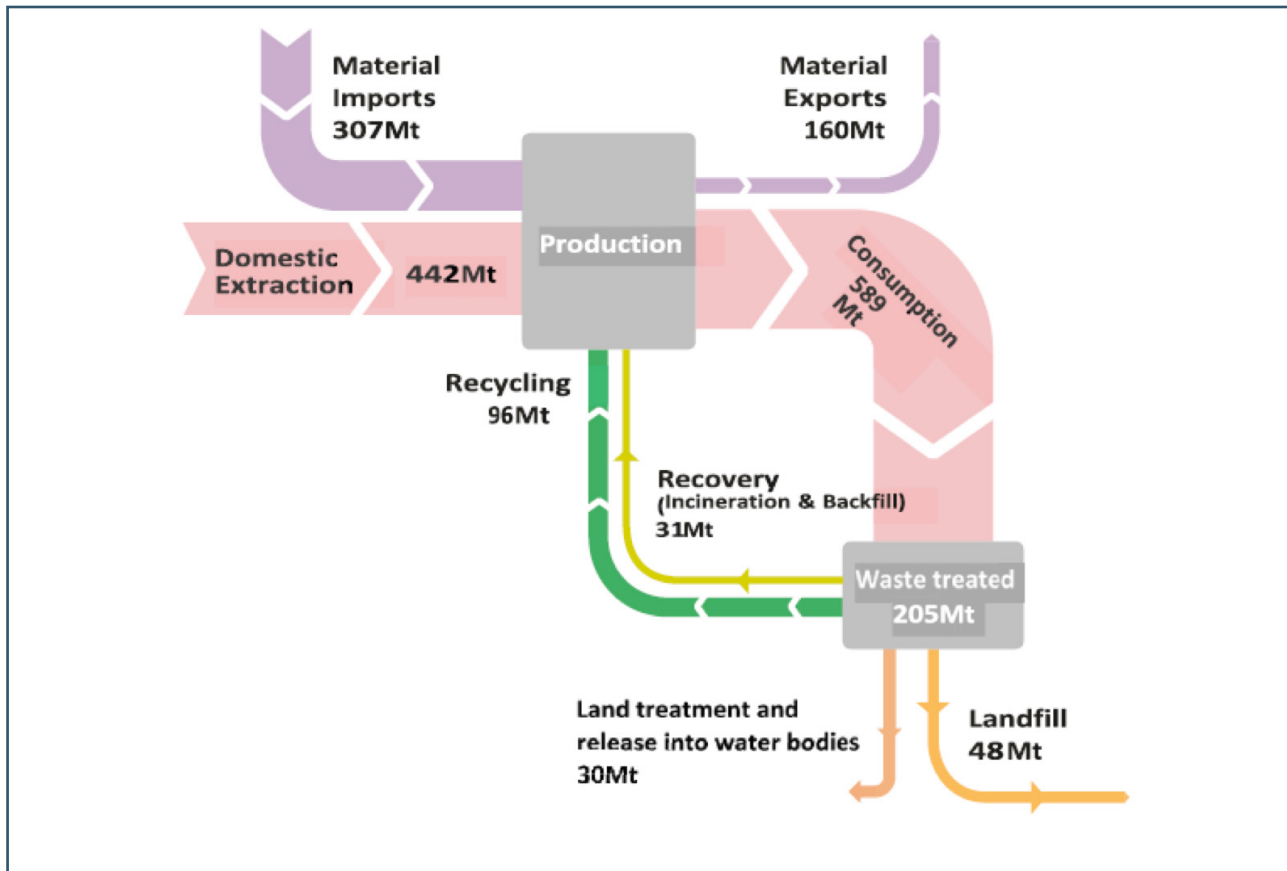 Material
Imports
307Mt
Material
Exports
160Mt
Production
Domestic
Extraction
442Mt
Consumption
589
Mt
Recycling
96Mt
Recovery
(Incineration & Backfill)
31Mt
Waste treated
205Mt
Land treatment and
release into water bodies
30Mt
Landfill
48Mt